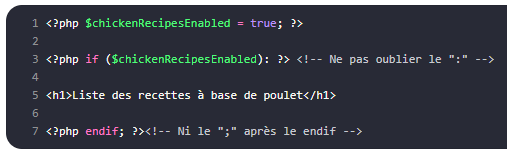 1 <?php $chickenRecipesEnabled = true; ?>
2
3 <?php if ($chickenRecipesEnabled): ?> <!-- Ne pas oublier le ":" -->
4
5 <h1>Liste des recettes à base de poulet</h1>
6
7 <?php endif; ?><!-- Ni le ";" après le endif -->